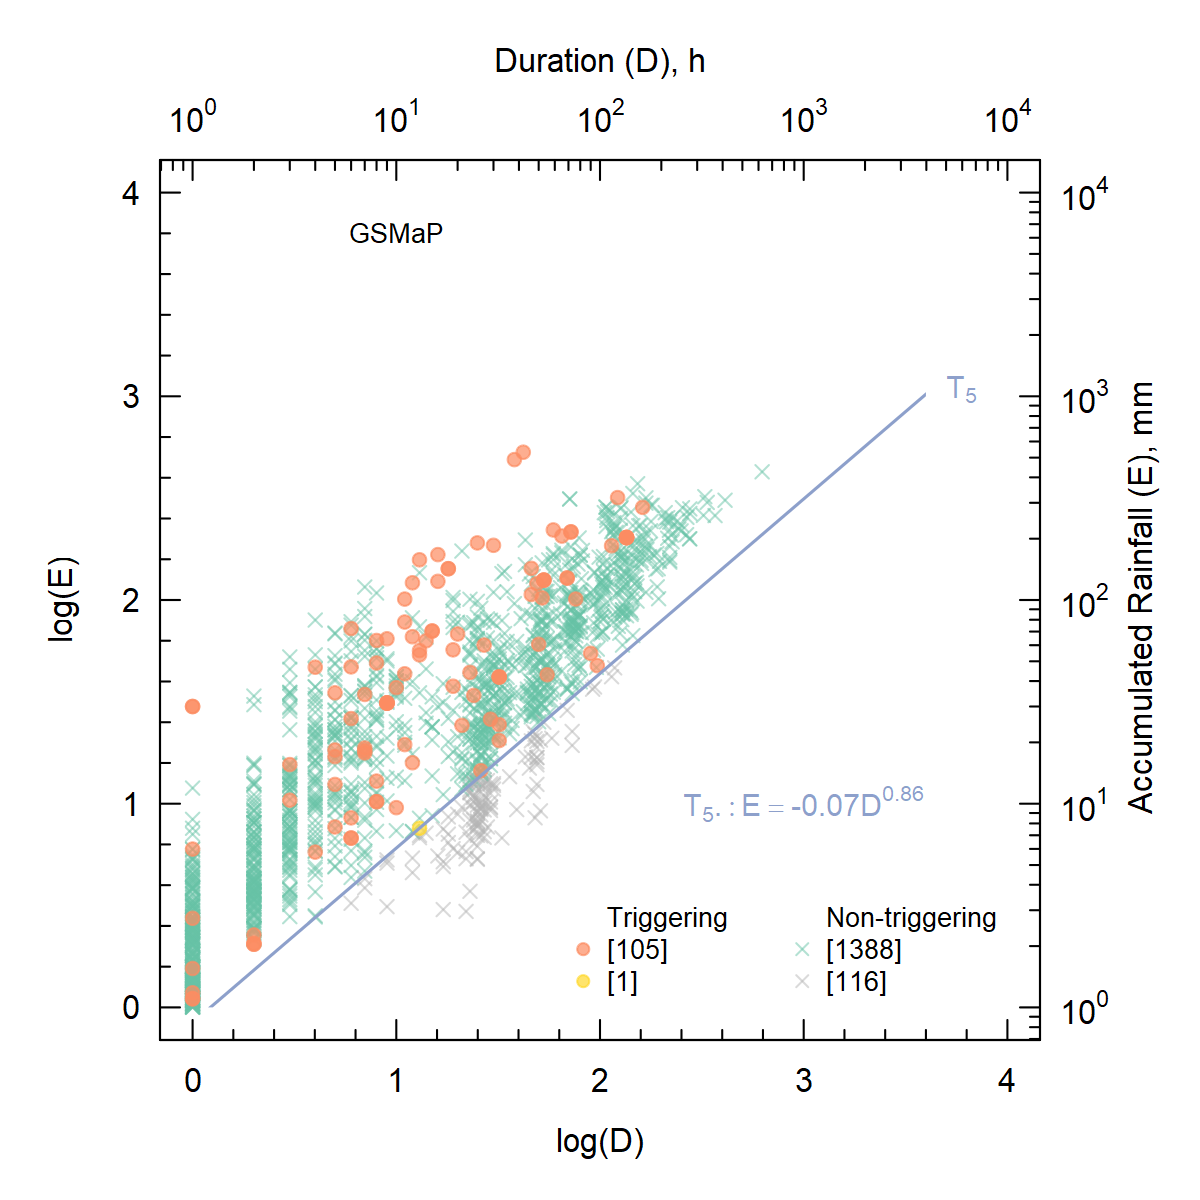 Duration (D), h
10^0 10^1 10^2 10^3 10^4
GSMaP
4 10^4
3 10^3
T_5
2 10^2
1 10^1
0 10^0
log(E)
Accumulated Rainfall (E), mm
T_5. : E = -0.07D^0.86
Triggering Non-triggering
[105] [1388]
[1] [116]
0 1 2 3 4
log(D)